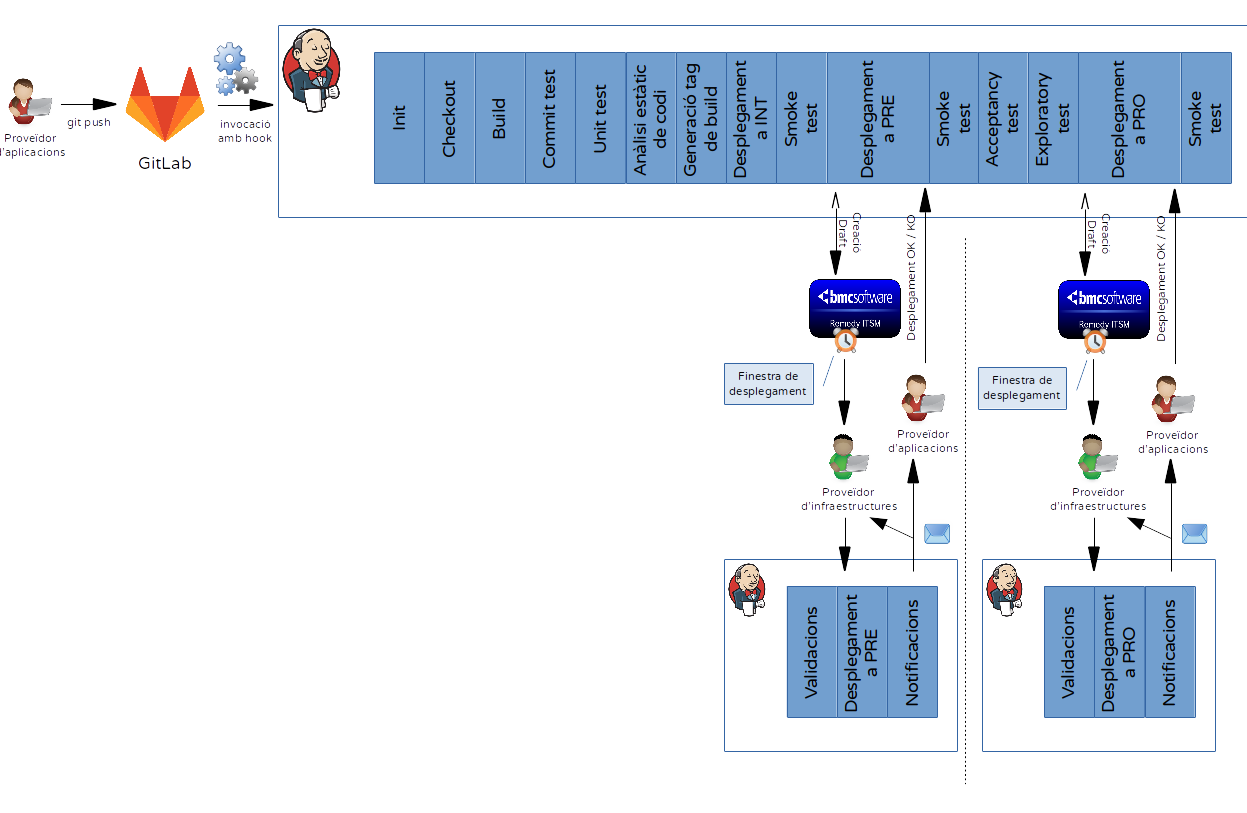 Proveïdor
d'aplicacions
git push
GitLab
invocació
amb hook
Init
Checkout
Build
Commit test
Unit test
Anàlisi estàtic
de codi
Generació tag
de build
Desplegament
a INT
Smoke
test
Desplegament
a PRE
Smoke
test
Acceptancy
test
Exploratory
test
Desplegament
a PRO
Smoke
test
Creació
Draft
Desplegament OK / KO
Creació
Draft
Desplegament OK / KO
bmcsoftware
Remedy ITSM
bmcsoftware
Remedy ITSM
Finestra de
desplegament
Finestra de
desplegament
Proveïdor
d'aplicacions
Proveïdor
d'aplicacions
Proveïdor
d'infraestructures
Proveïdor
d'infraestructures
Validacions
Desplegament
a PRE
Notificacions
Validacions
Desplegament
a PRO
Notificacions